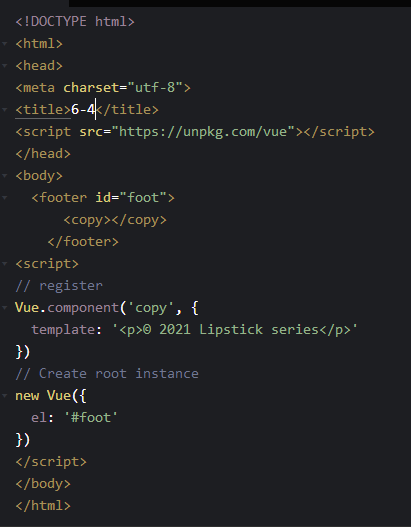 <!DOCTYPE html>
<html>
<head>
<meta charset="utf-8">
<title>6-4</title>
<script src="https://unpkg.com/vue"></script>
</head>
<body>
  <footer id="foot">
      <copy></copy>
    </footer>
<script>
// register
Vue.component('copy', {
  template: '<p>© 2021 Lipstick series</p>'
})
// Create root instance
new Vue({
  el: '#foot'
})
</script>
</body>
</html>